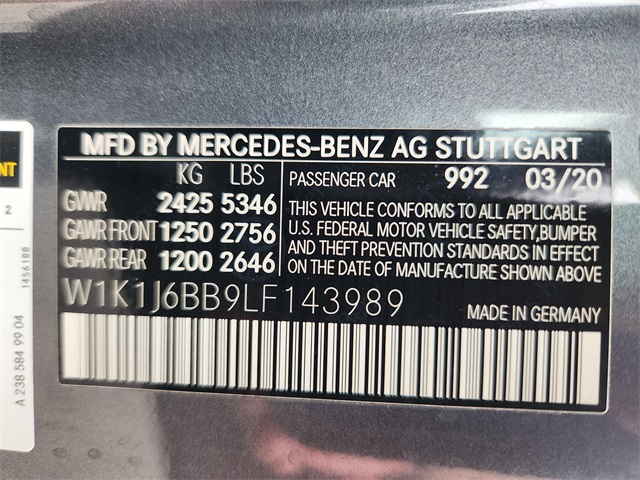 MFD BY MERCEDES-BENZ AG STUTTGART
KG LBS
GVWR 2425 5346
GAWR FRONT 1250 2756
GAWR REAR 1200 2646
PASSENGER CAR 992 03/20
THIS VEHICLE CONFORMS TO ALL APPLICABLE
U.S. FEDERAL MOTOR VEHICLE SAFETY,BUMPER
AND THEFT PREVENTION STANDARDS IN EFFECT
ON THE DATE OF MANUFACTURE SHOWN ABOVE
W1K1J6BB9LF143989
MADE IN GERMANY
2
1456188
A 238 584 99 04